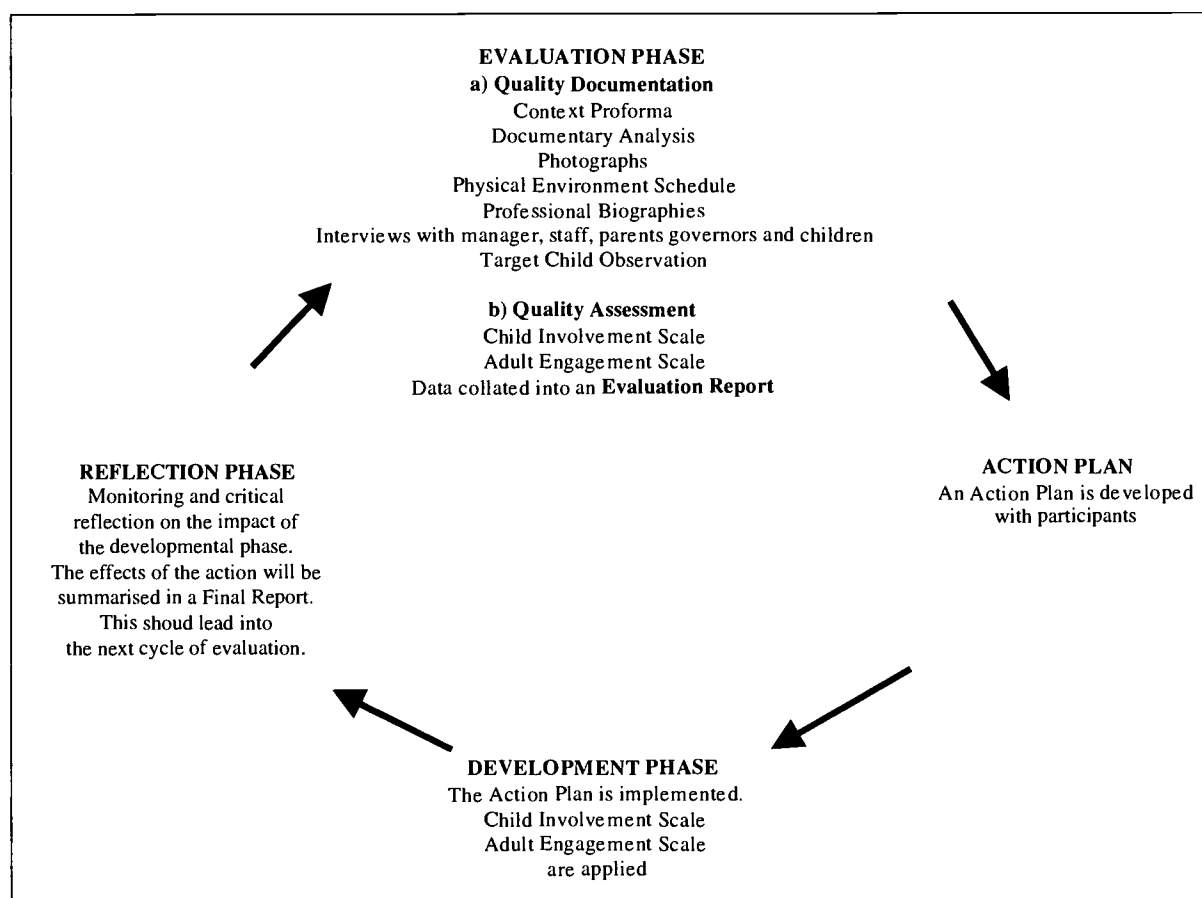 EVALUATION PHASE
a) Quality Documentation
Context Proforma
Documentary Analysis
Photographs
Physical Environment Schedule
Professional Biographies
Interviews with manager, staff, parents governors and children
Target Child Observation
b) Quality Assessment
Child Involvement Scale
Adult Engagement Scale
Data collated into an Evaluation Report
ACTION PLAN
An Action Plan is developed
with participants
DEVELOPMENT PHASE
The Action Plan is implemented.
Child Involvement Scale
Adult Engagement Scale
are applied
REFLECTION PHASE
Monitoring and critical
reflection on the impact of
the developmental phase.
The effects of the action will be
summarised in a Final Report.
This shoud lead into
the next cycle of evaluation.